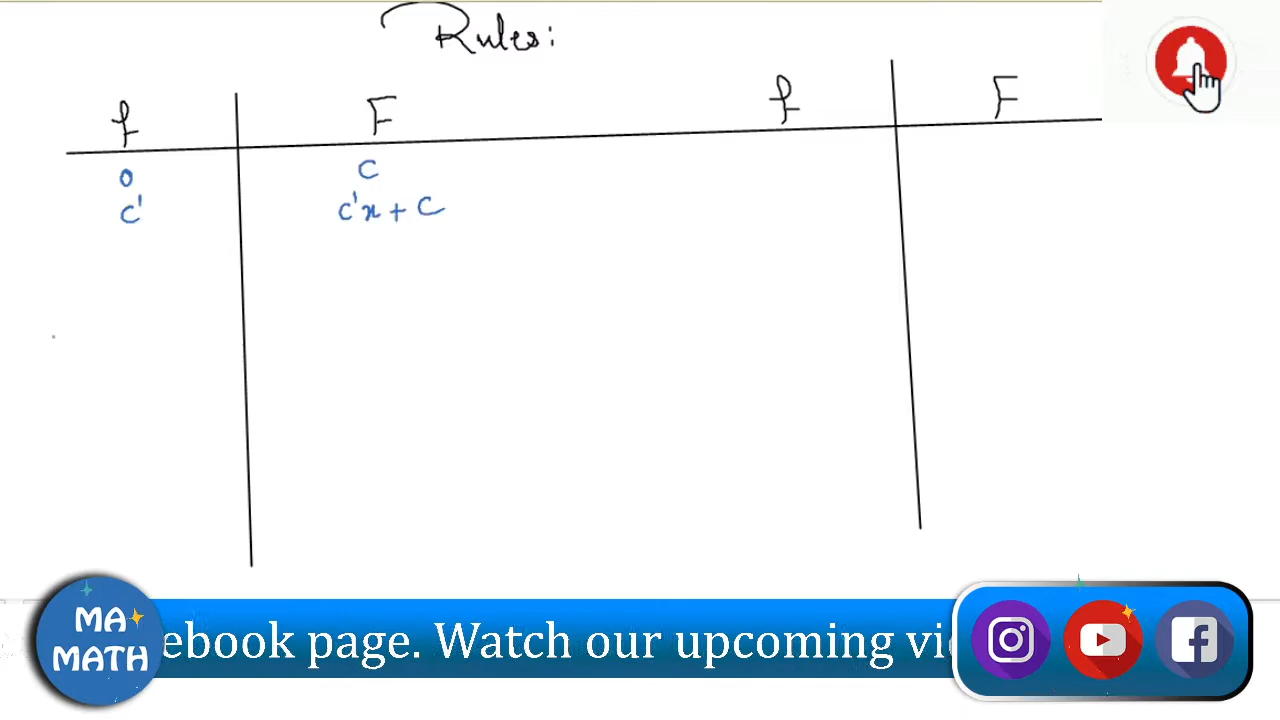 Rules:
f F f F
0 C
C' C'x + C
MA
MATH
ebook page. Watch our upcoming vi